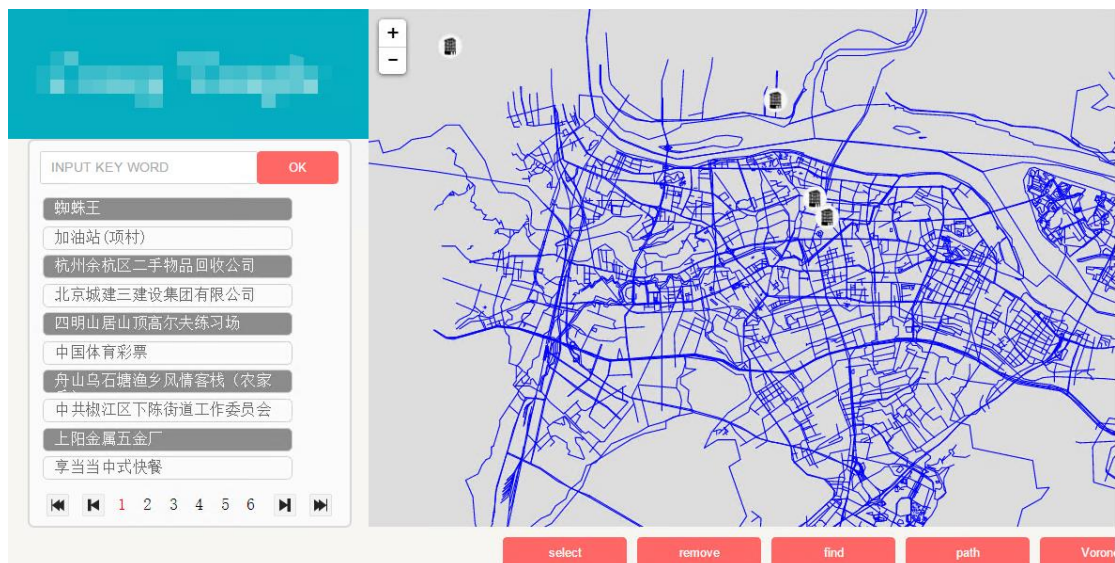 +
−
INPUT KEY WORD
OK
蜘蛛王
加油站(项村)
杭州余杭区二手物品回收公司
北京城建三建设集团有限公司
四明山居山顶高尔夫练习场
中国体育彩票
舟山乌石塘渔乡风情客栈（农家
中共椒江区下陈街道工作委员会
上阳金属五金厂
享当当中式快餐
1 2 3 4 5 6
select
remove
find
path
Voron